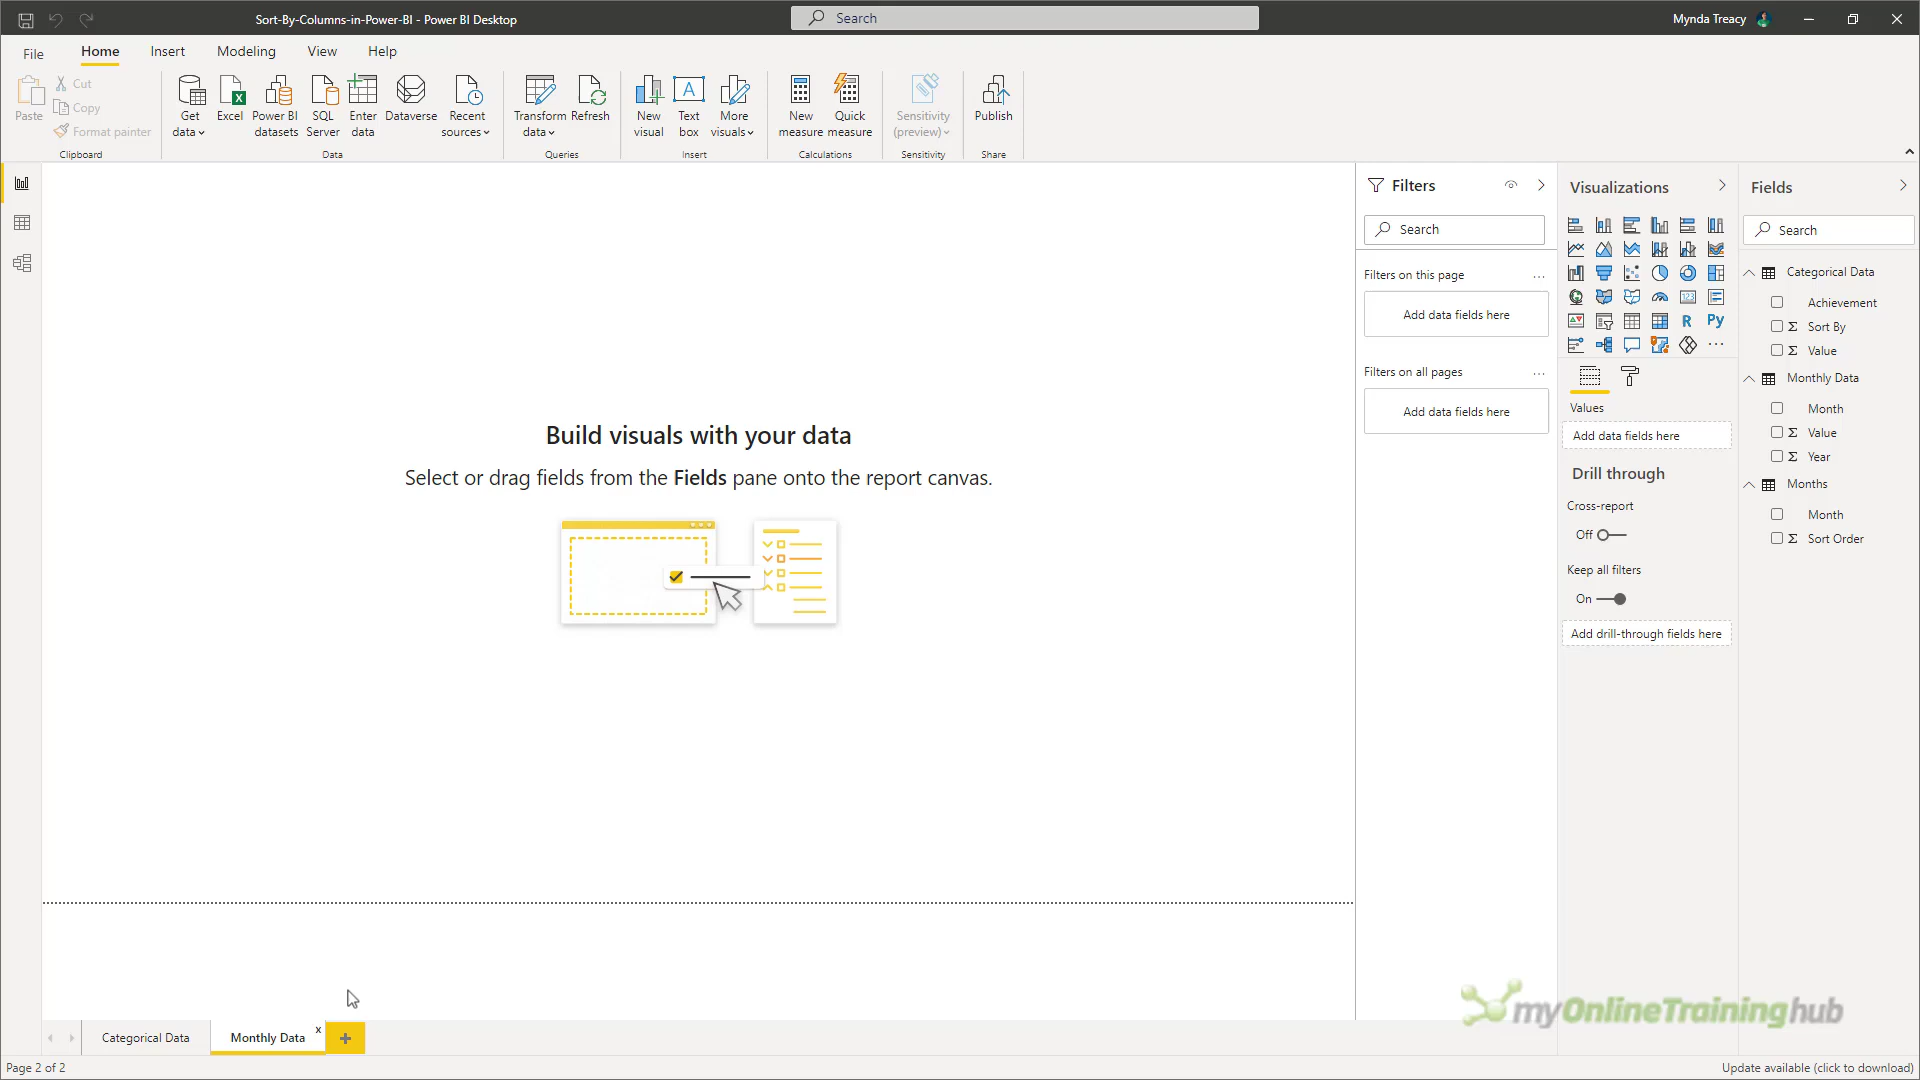 Sort-By-Columns-in-Power-BI - Power BI Desktop
Search
Mynda Treacy
File
Home
Insert
Modeling
View
Help
Paste
Cut
Copy
Format painter
Clipboard
Get data
Excel
Power BI datasets
SQL Server
Enter data
Dataverse
Recent sources
Data
Transform data
Refresh
Queries
New visual
Text box
More visuals
Insert
New measure
Quick measure
Calculations
Sensitivity (preview)
Sensitivity
Publish
Share
Build visuals with your data
Select or drag fields from the Fields pane onto the report canvas.
Filters
Search
Filters on this page
...
Add data fields here
Filters on all pages
...
Add data fields here
Visualizations
123
R
Py
...
Values
Add data fields here
Drill through
Cross-report
Off
Keep all filters
On
Add drill-through fields here
Fields
Search
Categorical Data
Achievement
Σ Sort By
Σ Value
Monthly Data
Month
Σ Value
Σ Year
Months
Month
Σ Sort Order
myOnlineTraininghub
Categorical Data
Monthly Data
x
+
Page 2 of 2
Update available (click to download)